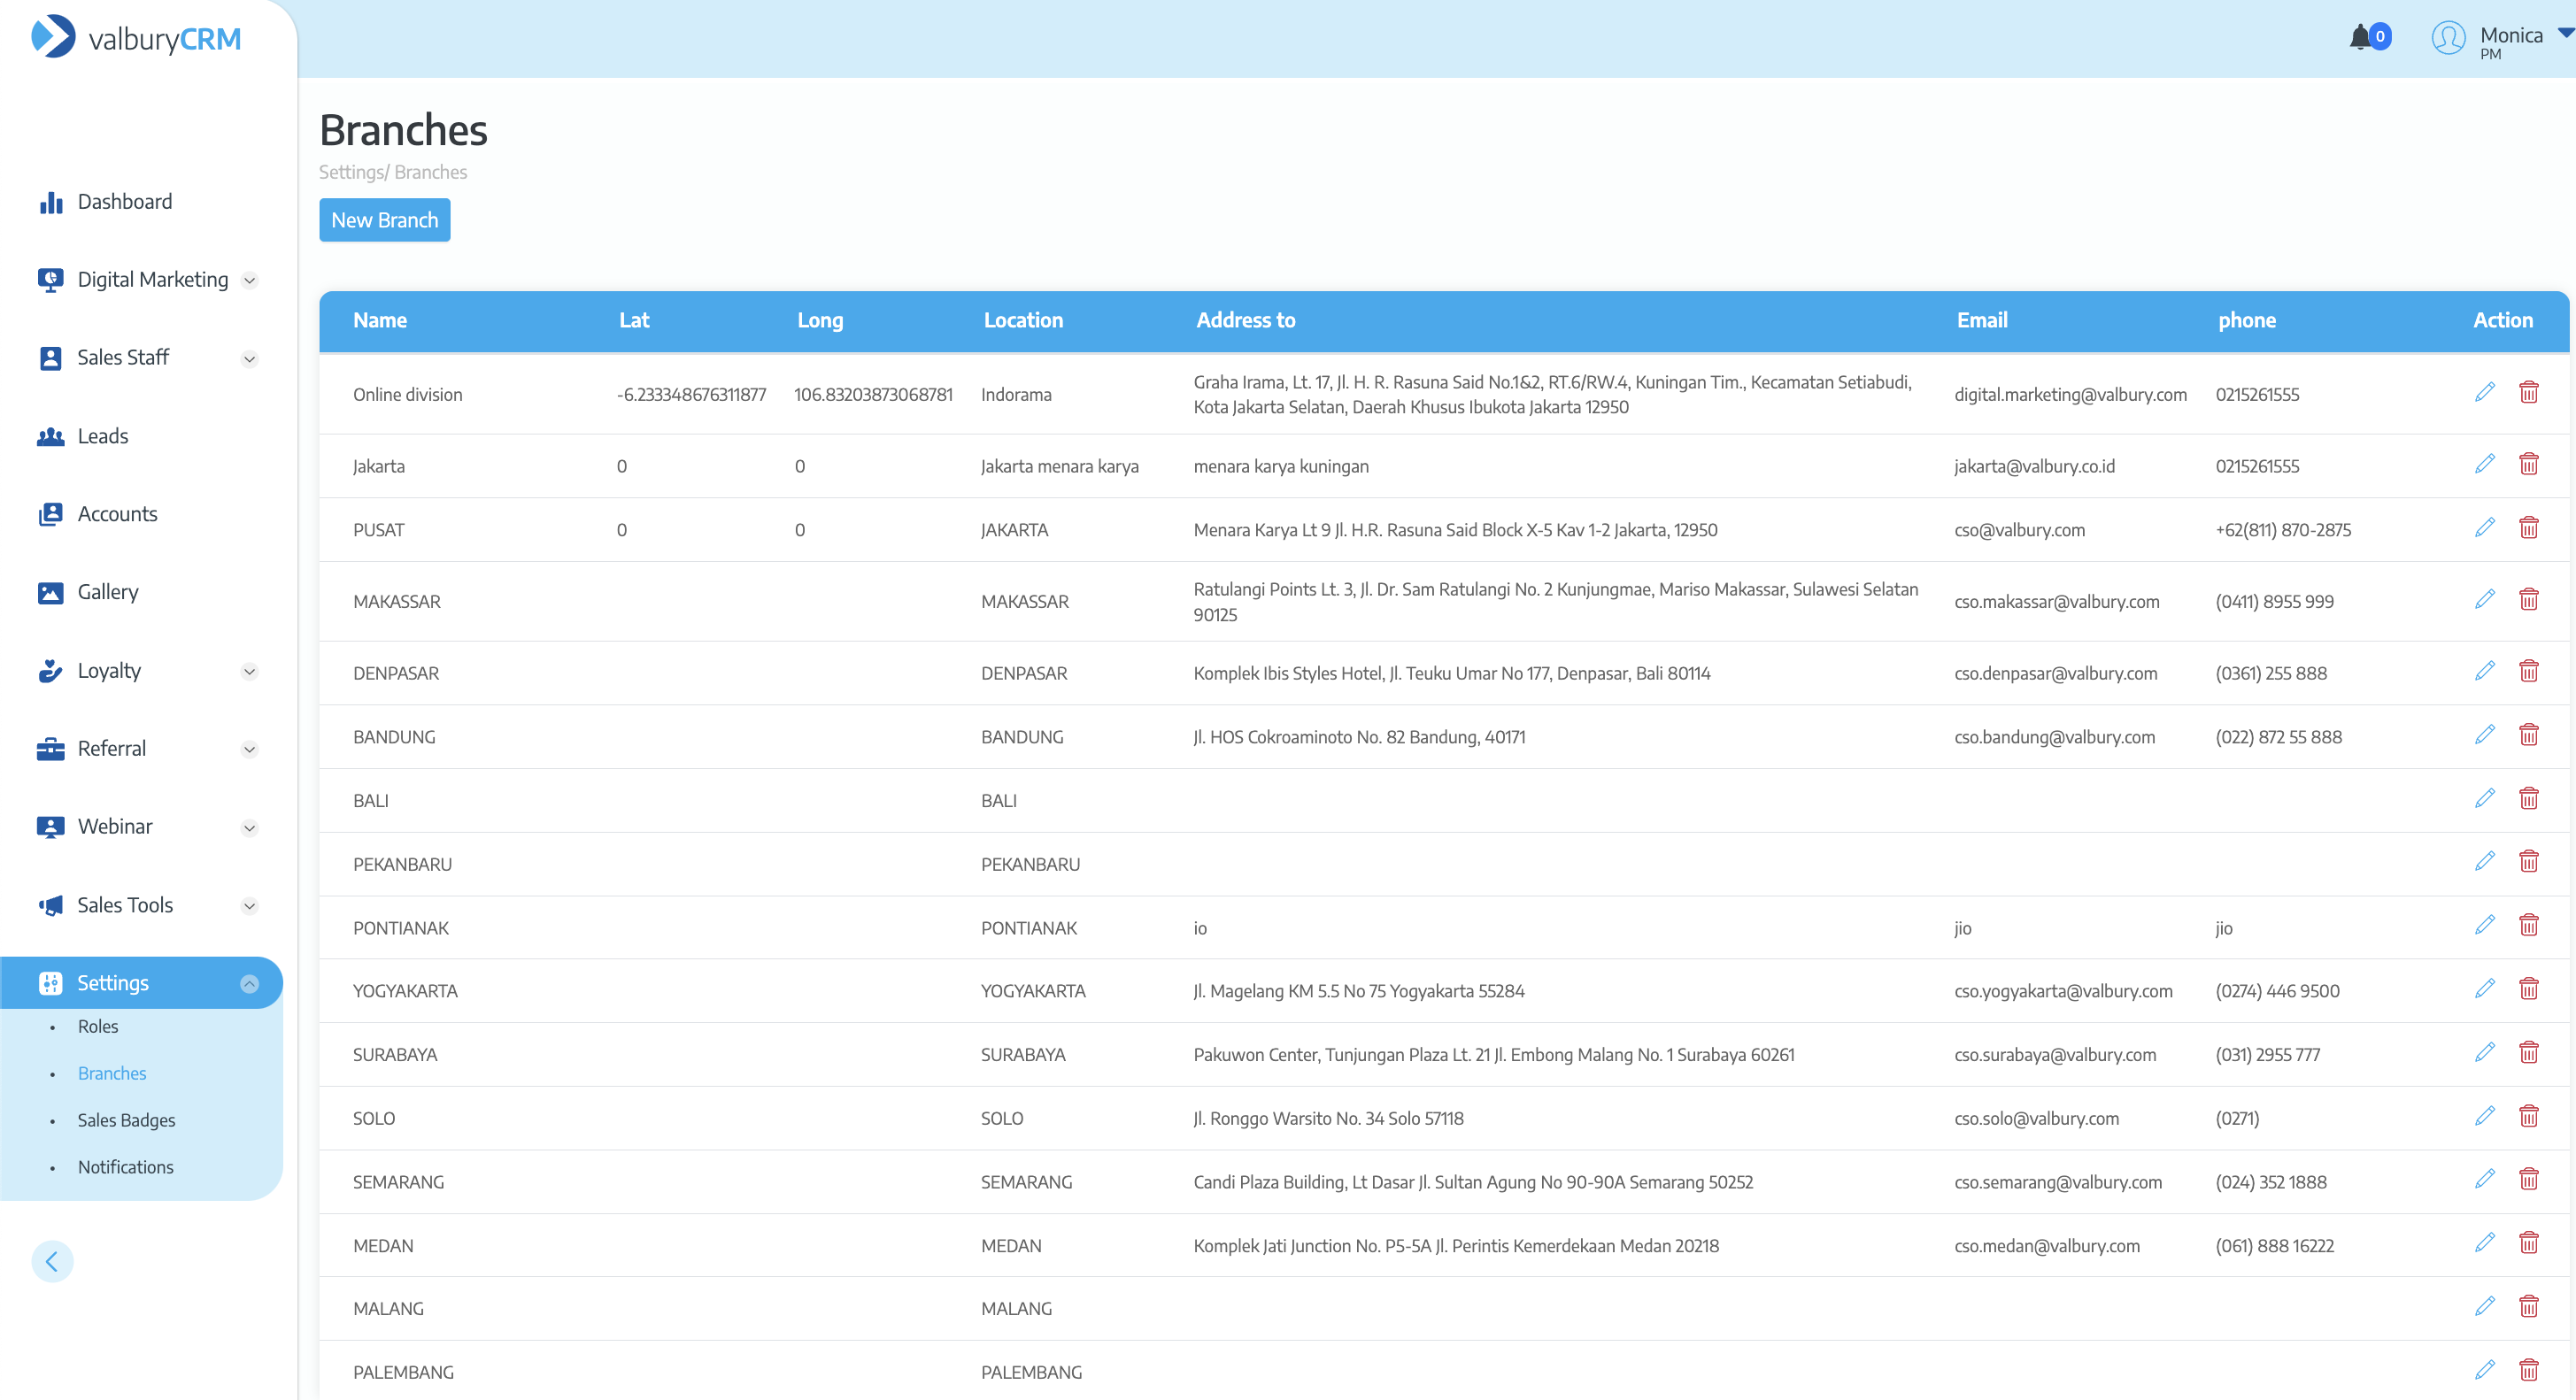 valburyCRM
0
Monica
PM
Dashboard
Digital Marketing
Sales Staff
Leads
Accounts
Gallery
Loyalty
Referral
Webinar
Sales Tools
Settings
Roles
Branches
Sales Badges
Notifications
Branches
Settings/ Branches
New Branch
Name Lat Long Location Address to Email phone Action
Online division -6.233348676311877 106.83203873068781 Indorama Graha Irama, Lt. 17, Jl. H. R. Rasuna Said No.1&2, RT.6/RW.4, Kuningan Tim., Kecamatan Setiabudi,
Kota Jakarta Selatan, Daerah Khusus Ibukota Jakarta 12950 digital.marketing@valbury.com 0215261555
Jakarta 0 0 Jakarta menara karya menara karya kuningan jakarta@valbury.co.id 0215261555
PUSAT 0 0 JAKARTA Menara Karya Lt 9 Jl. H.R. Rasuna Said Block X-5 Kav 1-2 Jakarta, 12950 cso@valbury.com +62(811) 870-2875
MAKASSAR MAKASSAR Ratulangi Points Lt. 3, Jl. Dr. Sam Ratulangi No. 2 Kunjungmae, Mariso Makassar, Sulawesi Selatan
90125 cso.makassar@valbury.com (0411) 8955 999
DENPASAR DENPASAR Komplek Ibis Styles Hotel, Jl. Teuku Umar No 177, Denpasar, Bali 80114 cso.denpasar@valbury.com (0361) 255 888
BANDUNG BANDUNG Jl. HOS Cokroaminoto No. 82 Bandung, 40171 cso.bandung@valbury.com (022) 872 55 888
BALI BALI
PEKANBARU PEKANBARU
PONTIANAK PONTIANAK io jio jio
YOGYAKARTA YOGYAKARTA Jl. Magelang KM 5.5 No 75 Yogyakarta 55284 cso.yogyakarta@valbury.com (0274) 446 9500
SURABAYA SURABAYA Pakuwon Center, Tunjungan Plaza Lt. 21 Jl. Embong Malang No. 1 Surabaya 60261 cso.surabaya@valbury.com (031) 2955 777
SOLO SOLO Jl. Ronggo Warsito No. 34 Solo 57118 cso.solo@valbury.com (0271)
SEMARANG SEMARANG Candi Plaza Building, Lt Dasar Jl. Sultan Agung No 90-90A Semarang 50252 cso.semarang@valbury.com (024) 352 1888
MEDAN MEDAN Komplek Jati Junction No. P5-5A Jl. Perintis Kemerdekaan Medan 20218 cso.medan@valbury.com (061) 888 16222
MALANG MALANG
PALEMBANG PALEMBANG